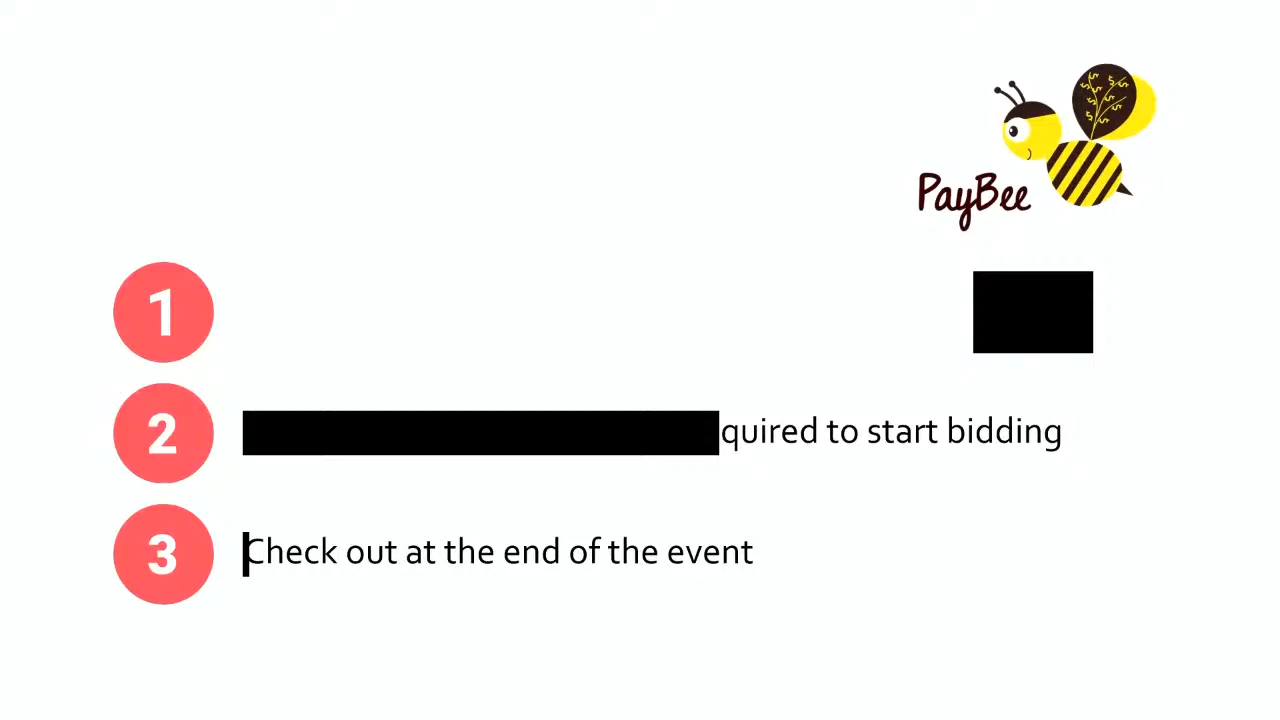 PayBee
1
2 quired to start bidding
3 Check out at the end of the event